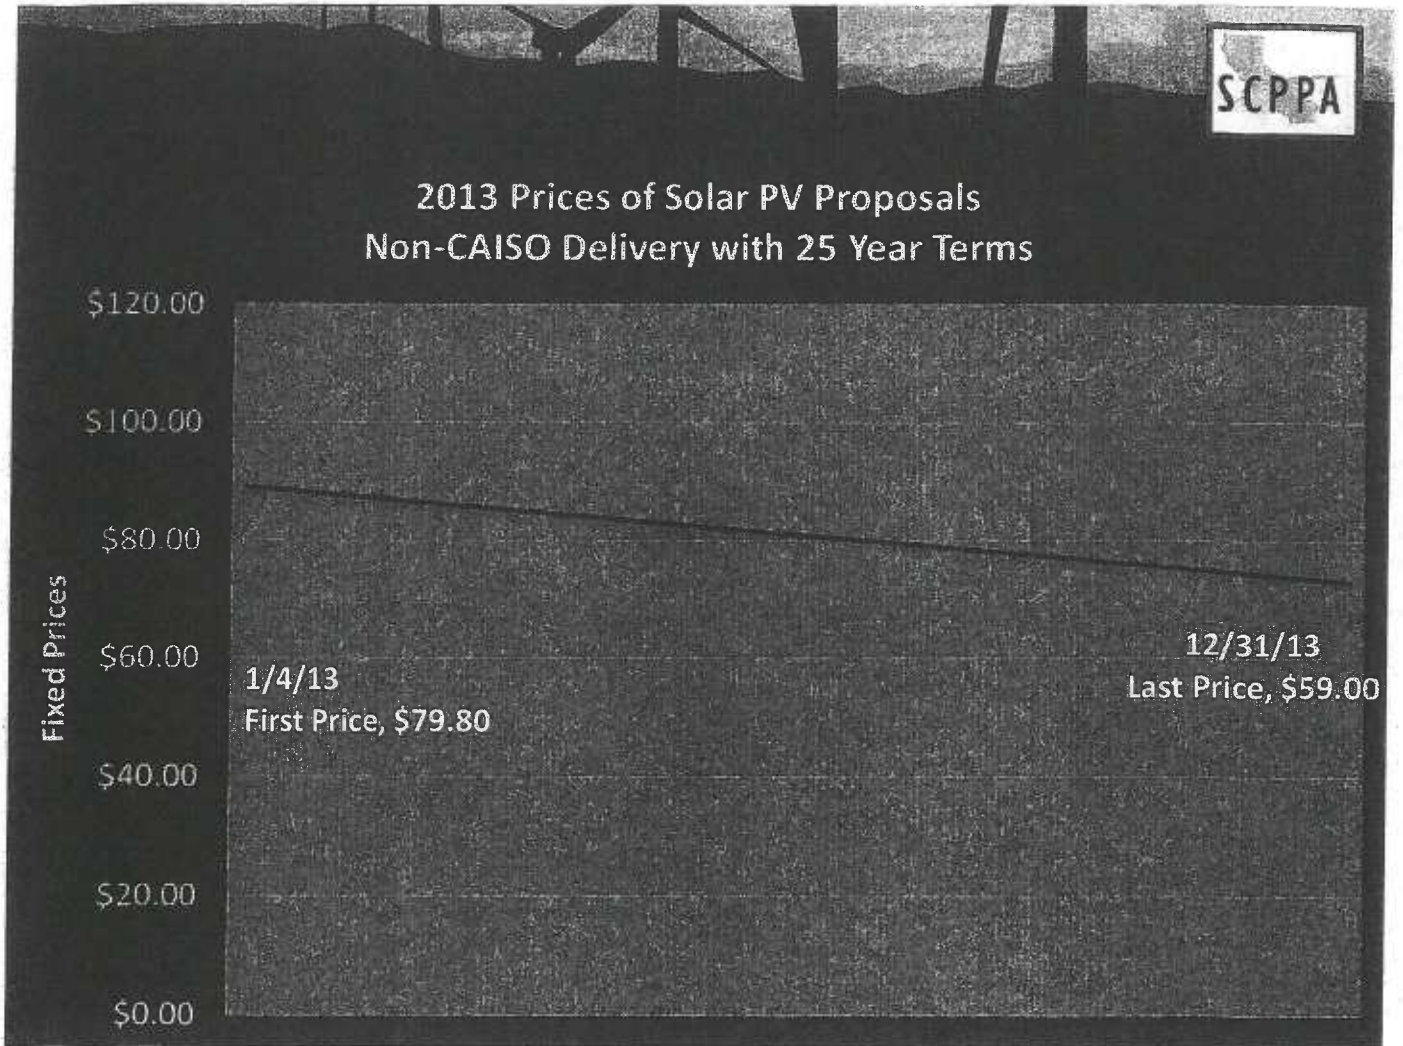 SCPPA
2013 Prices of Solar PV Proposals
Non-CAISO Delivery with 25 Year Terms
$120.00
$100.00
$80.00
$60.00
$40.00
$20.00
$0.00
Fixed Prices
1/4/13
First Price, $79.80
12/31/13
Last Price, $59.00